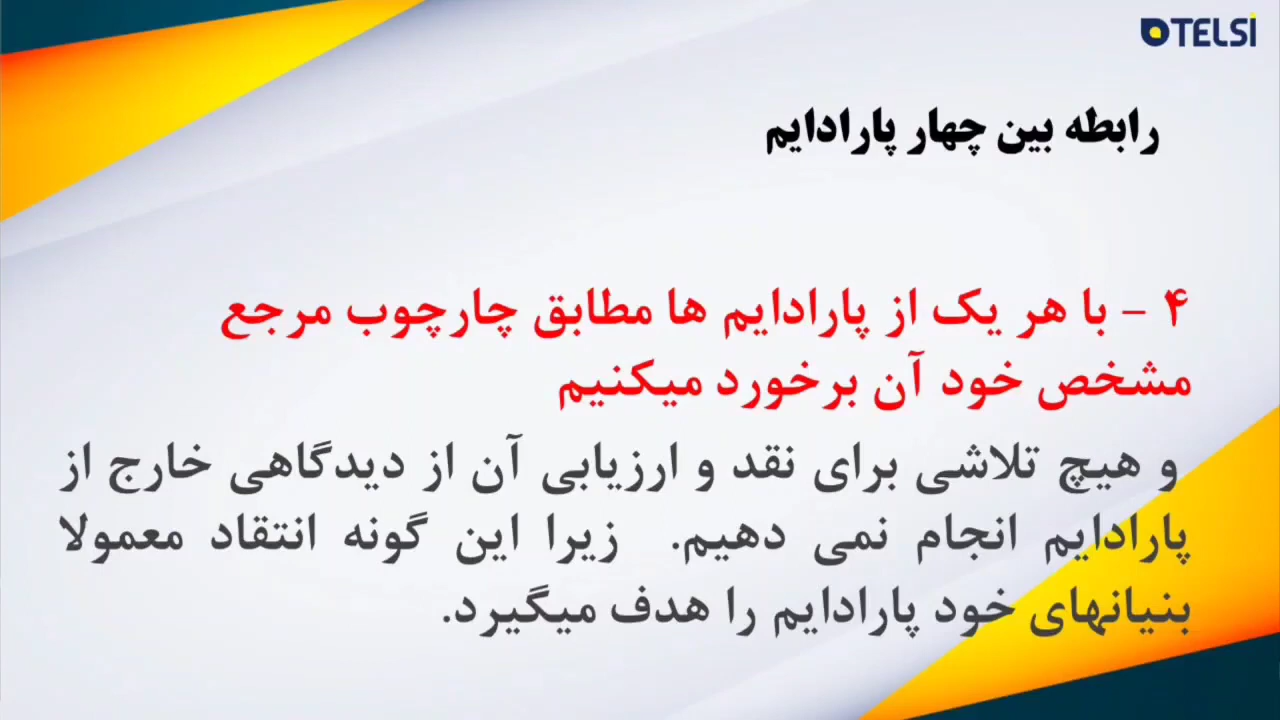 TELSI
رابطه بین چهار پارادایم
۴ – با هر یک از پارادایم ها مطابق چارچوب مرجع
مشخص خود آن برخورد میکنیم
و هیچ تلاشی برای نقد و ارزیابی آن از دیدگاهی خارج از
پارادایم انجام نمی دهیم. زیرا این گونه انتقاد معمولا
بنیانهای خود پارادایم را هدف میگیرد.